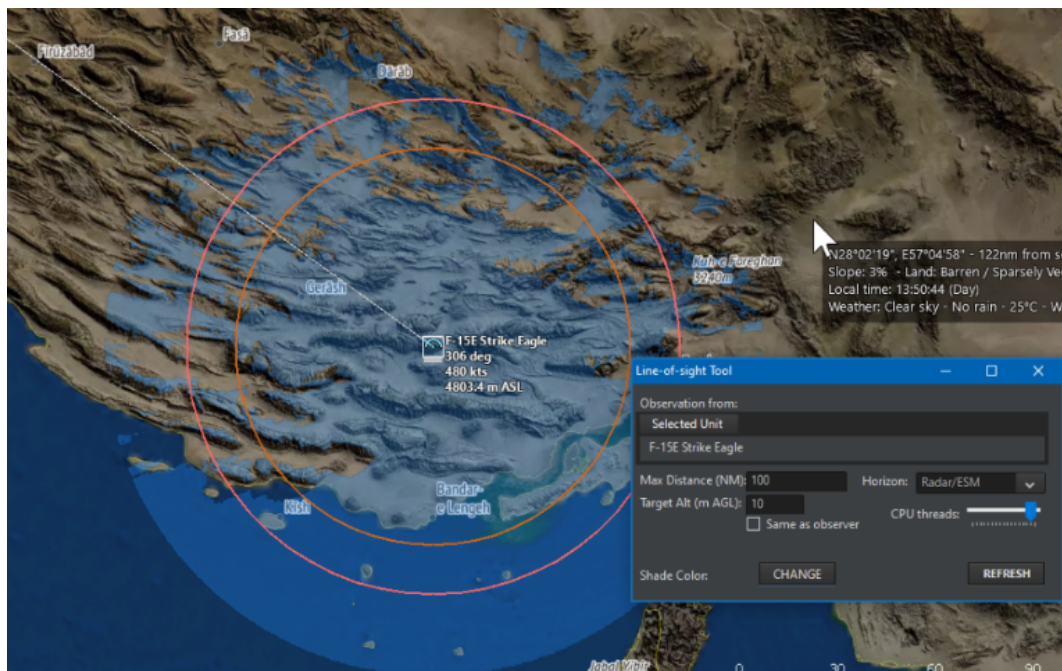 Fasā
Fīrūzābād
Dārāb
Kuh-e Fureghan
3240m
N28°02'19", E57°04'58" - 122nm from se
Slope: 3% - Land: Barren / Sparsely Ve
Local time: 13:50:44 (Day)
Weather: Clear sky - No rain - 25°C - W
Gerāsh
F-15E Strike Eagle
306 deg
480 kts
4803.4 m ASL
Line-of-sight Tool
Observation from:
Selected Unit
F-15E Strike Eagle
Max Distance (NM): 100
Horizon: Radar/ESM
Target Alt (m AGL): 10
Same as observer
CPU threads:
Shade Color: CHANGE REFRESH
Bandar-
e Lengeh
Kish
Jabal Yibir
0 30 60 90